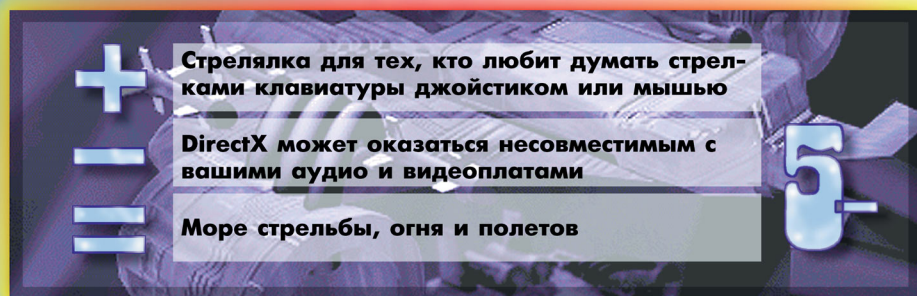 +
Стрелялка для тех, кто любит думать стрел-
ками клавиатуры джойстиком или мышью
–
DirectX может оказаться несовместимым с
вашими аудио и видеоплатами
=
Море стрельбы, огня и полетов
5-